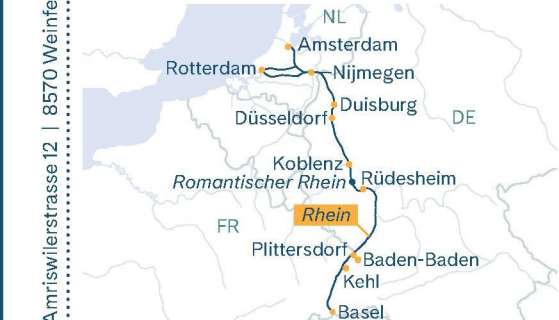 Amriswilerstrasse 12 | 8570 Weinfe
NL
Amsterdam
Rotterdam
Nijmegen
Duisburg
Düsseldorf
DE
Koblenz
Romantischer Rhein
Rüdesheim
Rhein
FR
Plittersdorf
Baden-Baden
Kehl
Basel